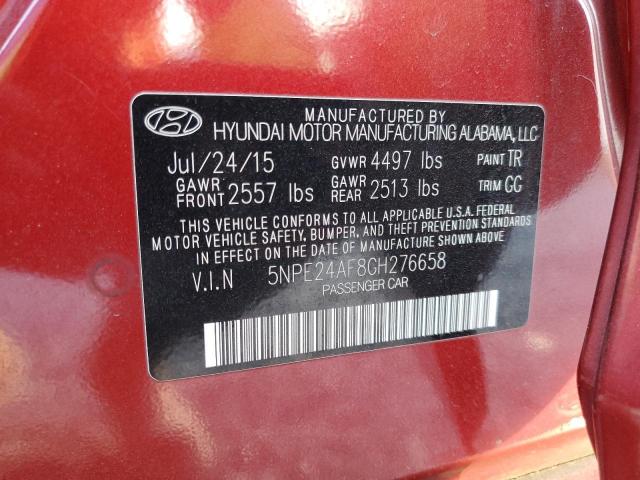 MANUFACTURED BY
HYUNDAI MOTOR MANUFACTURING ALABAMA, LLC
Jul/24/15 GVWR 4497 lbs PAINT TR
GAWR FRONT 2557 lbs GAWR REAR 2513 lbs TRIM GG
THIS VEHICLE CONFORMS TO ALL APPLICABLE U.S.A. FEDERAL
MOTOR VEHICLE SAFETY, BUMPER, AND THEFT PREVENTION STANDARDS
IN EFFECT ON THE DATE OF MANUFACTURE SHOWN ABOVE.
V.I.N 5NPE24AF8GH276658
PASSENGER CAR